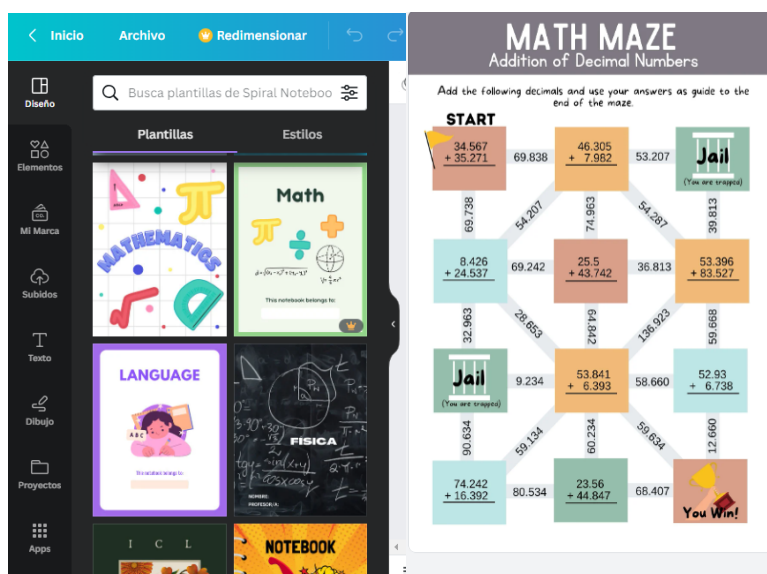 Inicio
Archivo
Redimensionar
Diseño
Elementos
Mi Marca
CO.
Subidos
Texto
Dibujo
Proyectos
Apps
Busca plantillas de Spiral Noteboo
Plantillas
Estilos
MATHEMATICS
Math
This notebook belongs to:
LANGUAGE
A B C
This notebook belongs to:
FÍSICA
NOMBRE:
PROFESOR/A:
I C L
NOTEBOOK
MATH MAZE
Addition of Decimal Numbers
Add the following decimals and use your answers as guide to the
end of the maze.
START
34.567
+ 35.271
69.838
46.305
+ 7.982
53.207
Jail
(You are trapped)
69.738
54.207
74.963
54.287
39.813
8.426
+ 24.537
69.242
25.5
+ 43.742
36.813
53.396
+ 83.527
32.963
28.653
64.842
136.923
59.668
Jail
(You are trapped)
9.234
53.841
+ 6.393
58.660
52.93
+ 6.738
90.634
59.134
60.234
59.634
12.660
74.242
+ 16.392
80.534
23.56
+ 44.847
68.407
You Win!